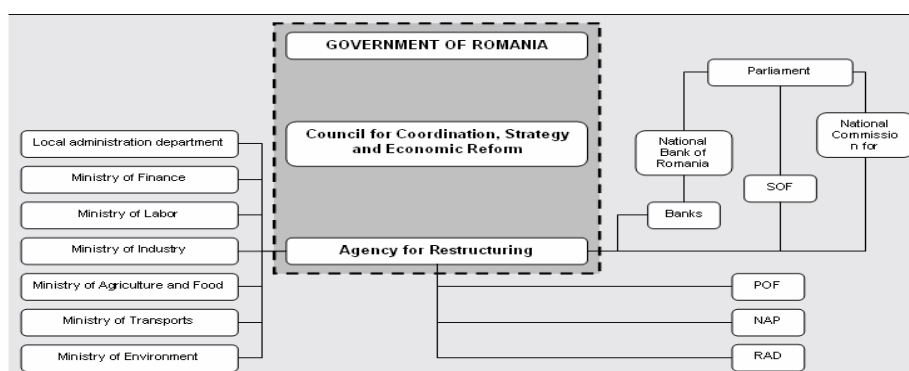 GOVERNMENT OF ROMANIA
Parliament
Council for Coordination, Strategy
and Economic Reform
National
Bank of
Romania
National
Commissio
n for
Local administration department
Ministry of Finance
SOF
Ministry of Labor
Banks
Ministry of Industry
Agency for Restructuring
Ministry of Agriculture and Food
POF
Ministry of Transports
NAP
Ministry of Environment
RAD